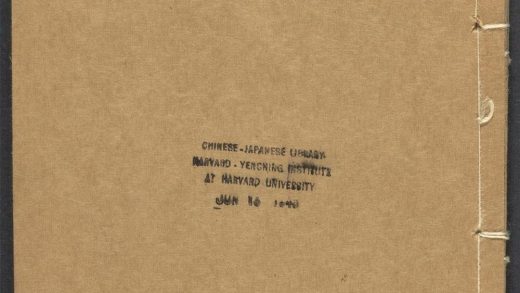 CHINESE-JAPANESE LIBRARY
HARVARD-YENCHING INSTITUTE
AT HARVARD UNIVERSITY
JUN 16